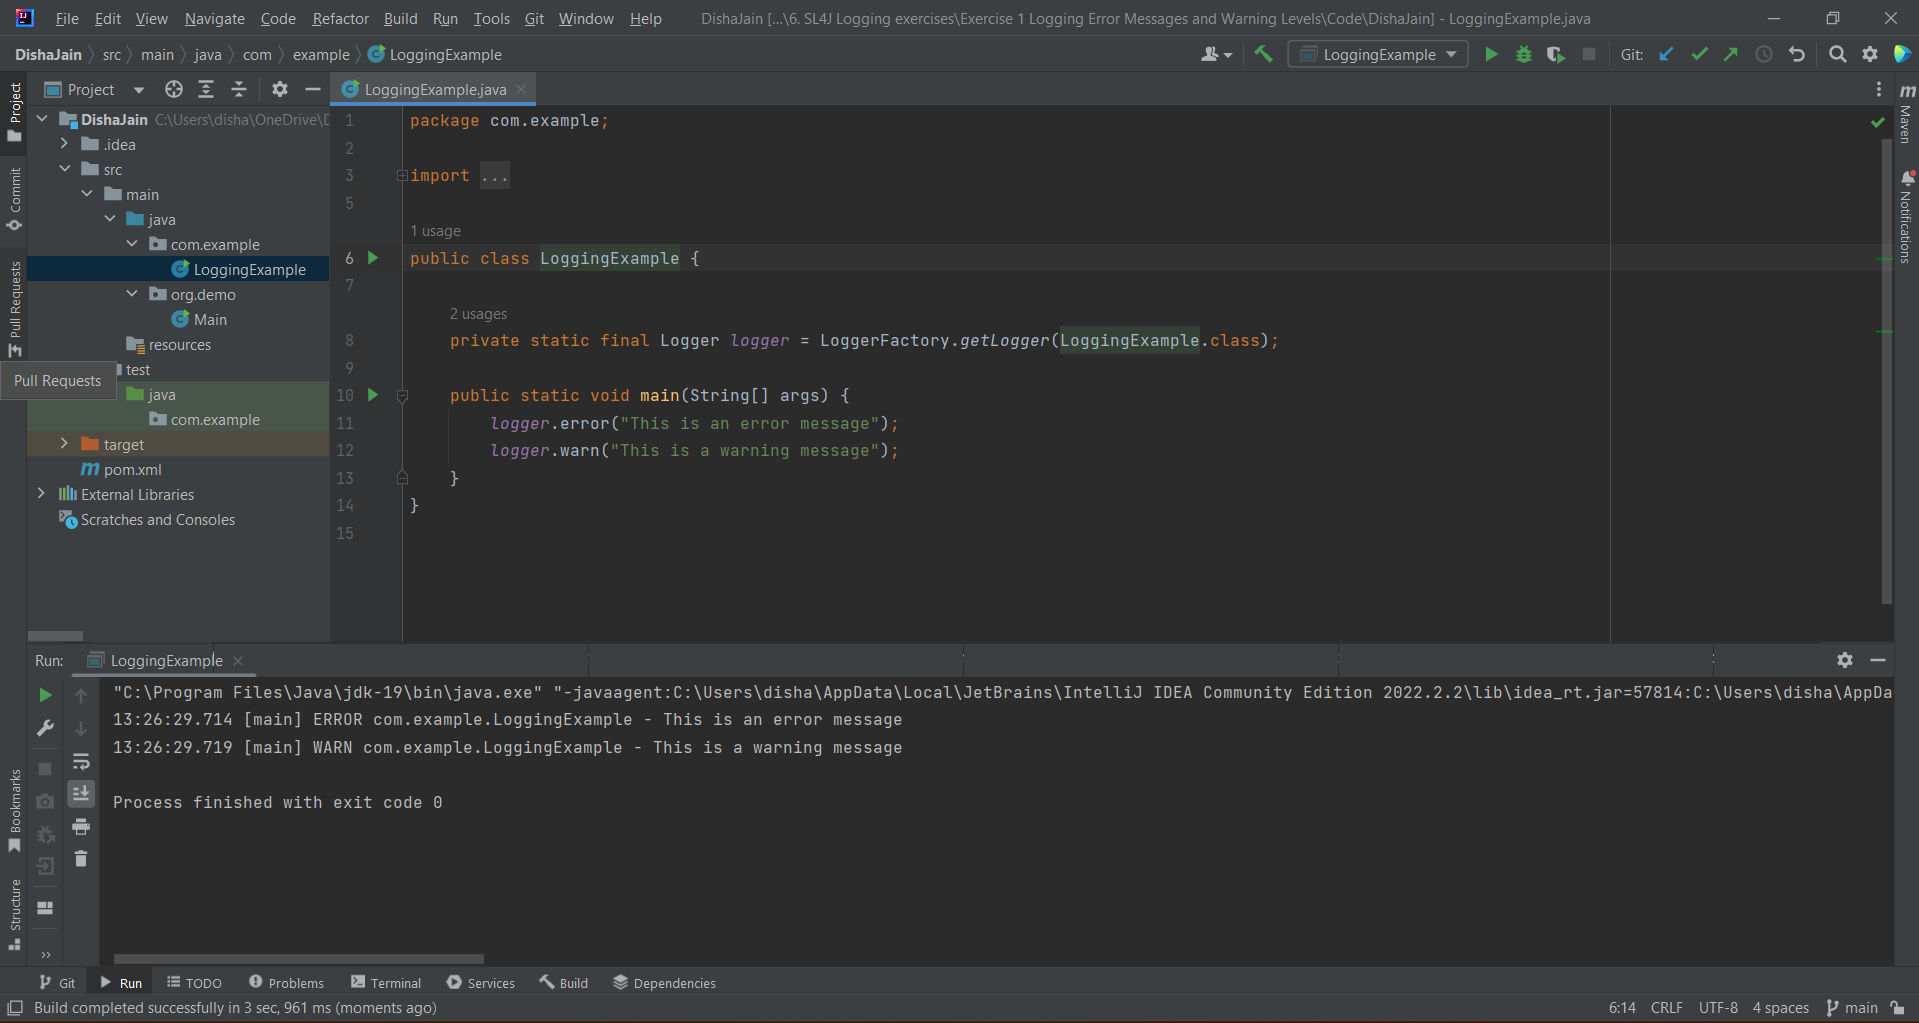 File Edit View Navigate Code Refactor Build Run Tools Git Window Help DishaJain [...\6. SL4J Logging exercises\Exercise 1 Logging Error Messages and Warning Levels\Code\DishaJain] - LoggingExample.java
DishaJain src main java com example LoggingExample LoggingExample Git:
Project
LoggingExample.java
DishaJain C:\Users\disha\OneDrive\D
.idea
src
main
java
com.example
LoggingExample
org.demo
Main
resources
test
java
com.example
target
pom.xml
External Libraries
Scratches and Consoles
Project
Commit
Pull Requests
Pull Requests
Bookmarks
Structure
1 package com.example;
2
3 import ...
5
1 usage
6 public class LoggingExample {
7
2 usages
8 private static final Logger logger = LoggerFactory.getLogger(LoggingExample.class);
9
10 public static void main(String[] args) {
11 logger.error("This is an error message");
12 logger.warn("This is a warning message");
13 }
14 }
15
Maven
Notifications
Run: LoggingExample
"C:\Program Files\Java\jdk-19\bin\java.exe" "-javaagent:C:\Users\disha\AppData\Local\JetBrains\IntelliJ IDEA Community Edition 2022.2.2\lib\idea_rt.jar=57814:C:\Users\disha\AppDa
13:26:29.714 [main] ERROR com.example.LoggingExample - This is an error message
13:26:29.719 [main] WARN com.example.LoggingExample - This is a warning message
Process finished with exit code 0
Git Run TODO Problems Terminal Services Build Dependencies
Build completed successfully in 3 sec, 961 ms (moments ago) 6:14 CRLF UTF-8 4 spaces main